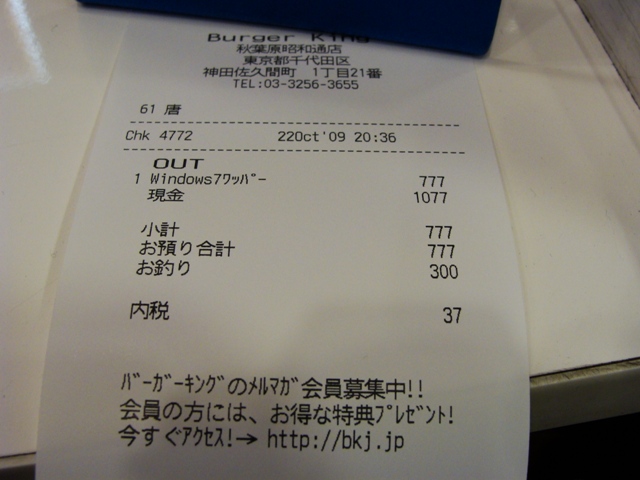 Burger King
秋葉原昭和通店
東京都千代田区
神田佐久間町 1丁目21番
TEL:03-3256-3655
61 唐
Chk 4772 22Oct'09 20:36
OUT
1 Windows7ﾜｯﾊﾟｰ 777
現金 1077
小計 777
お預り合計 777
お釣り 300
内税 37
ﾊﾞｰｶﾞｰｷﾝｸﾞのﾒﾙﾏｶﾞ会員募集中!!
会員の方には、お得な特典ﾌﾟﾚｾﾞﾝﾄ!
今すぐｱｸｾｽ!→ http://bkj.jp